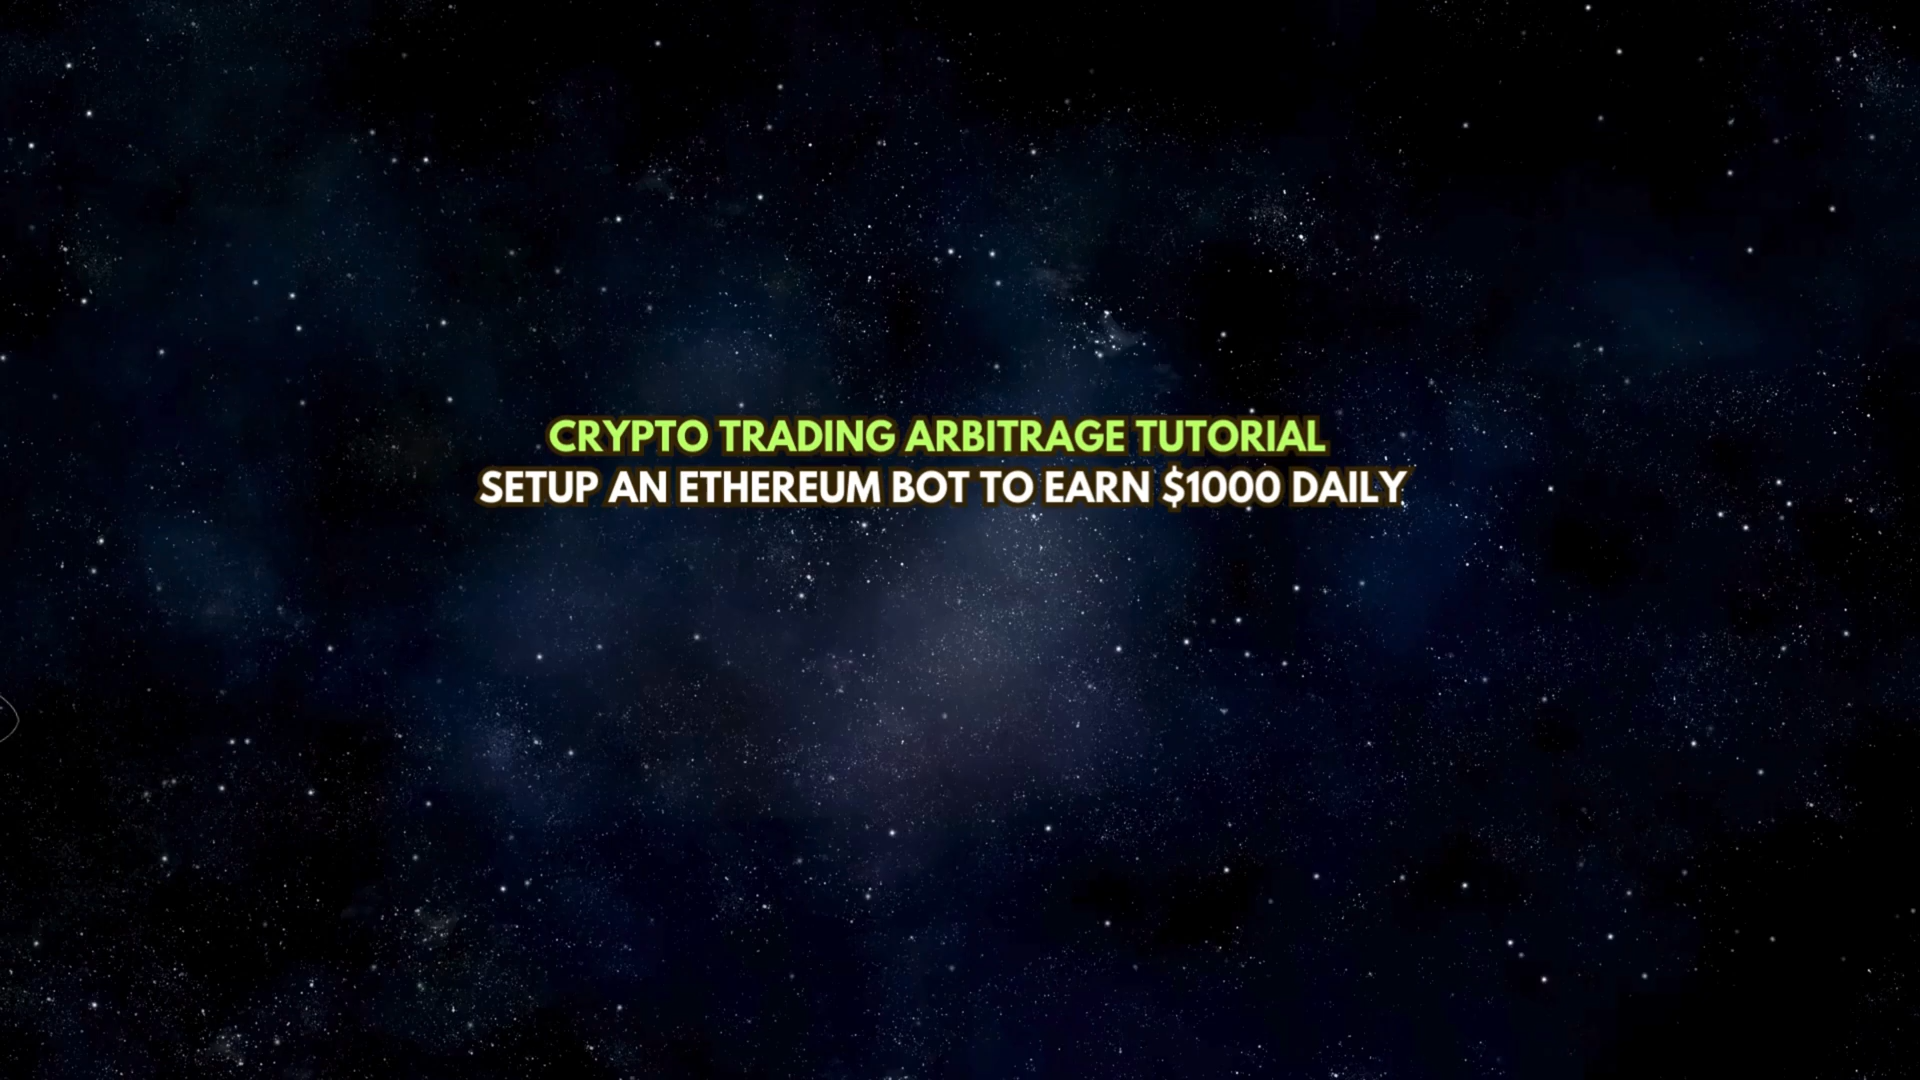 CRYPTO TRADING ARBITRAGE TUTORIAL
SETUP AN ETHEREUM BOT TO EARN $1000 DAILY